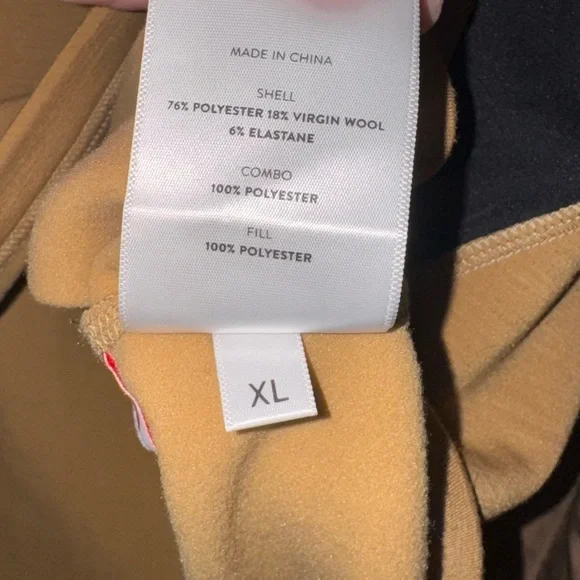 MADE IN CHINA
SHELL
76% POLYESTER 18% VIRGIN WOOL
6% ELASTANE
COMBO
100% POLYESTER
FILL
100% POLYESTER
XL